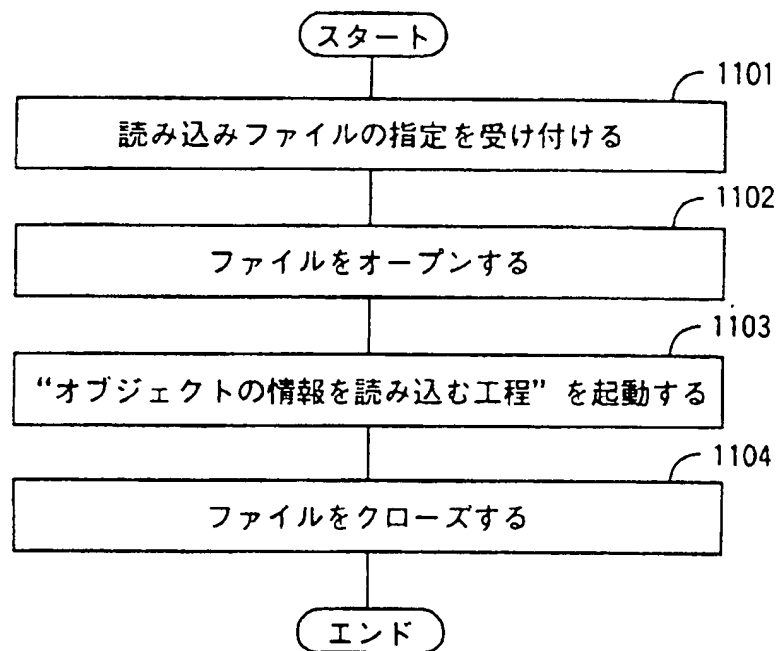 スタート
1101
読み込みファイルの指定を受け付ける
1102
ファイルをオープンする
1103
“オブジェクトの情報を読み込む工程”を起動する
1104
ファイルをクローズする
エンド